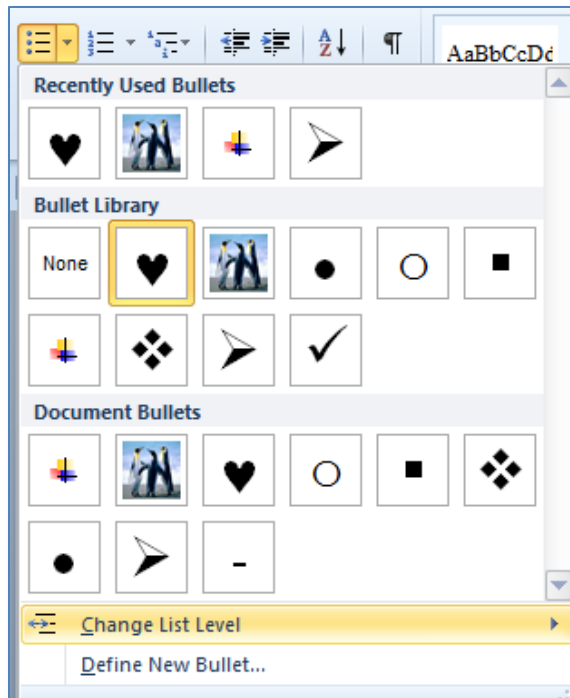 AaBbCcDd
Recently Used Bullets
Bullet Library
None
Document Bullets
Change List Level
Define New Bullet...